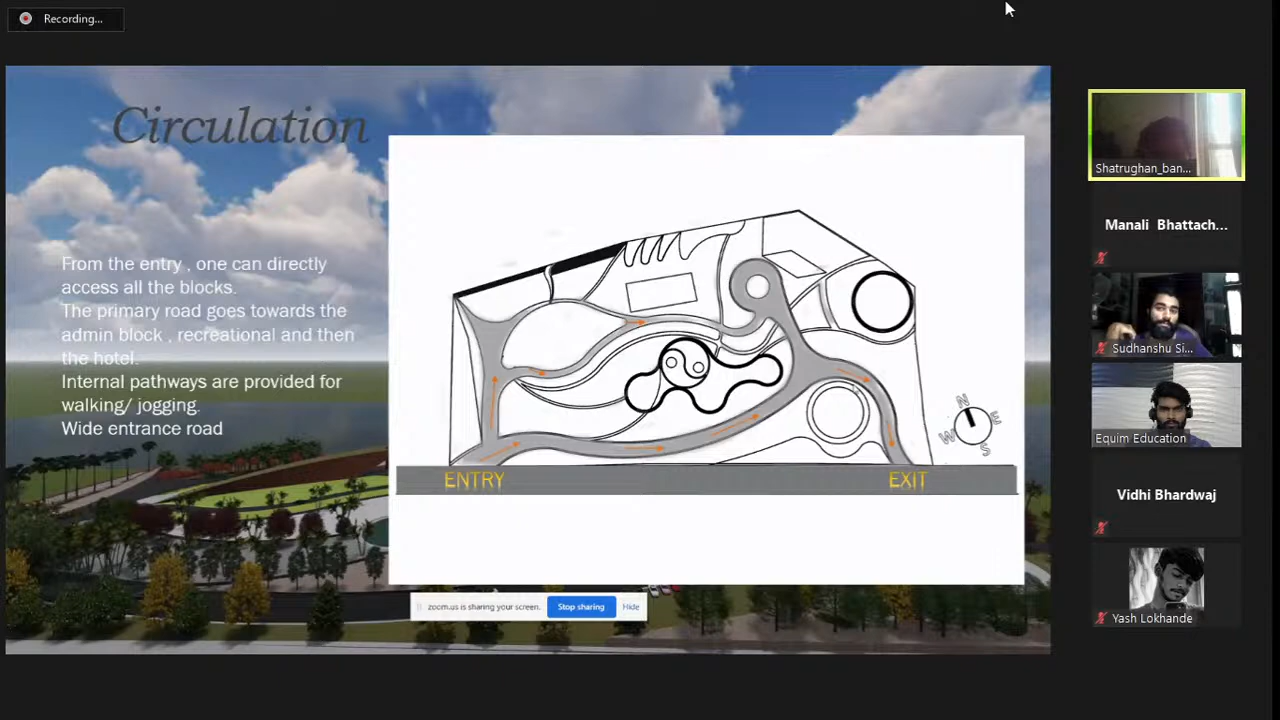 Recording...
Circulation
From the entry , one can directly
access all the blocks.
The primary road goes towards the
admin block , recreational and then
the hotel.
Internal pathways are provided for
walking/ jogging.
Wide entrance road
N
E
W
S
ENTRY
EXIT
zoom.us is sharing your screen.
Stop sharing
Hide
Shatrughan_ban...
Manali Bhattach...
Sudhanshu Si...
Equim Education
Vidhi Bhardwaj
Yash Lokhande